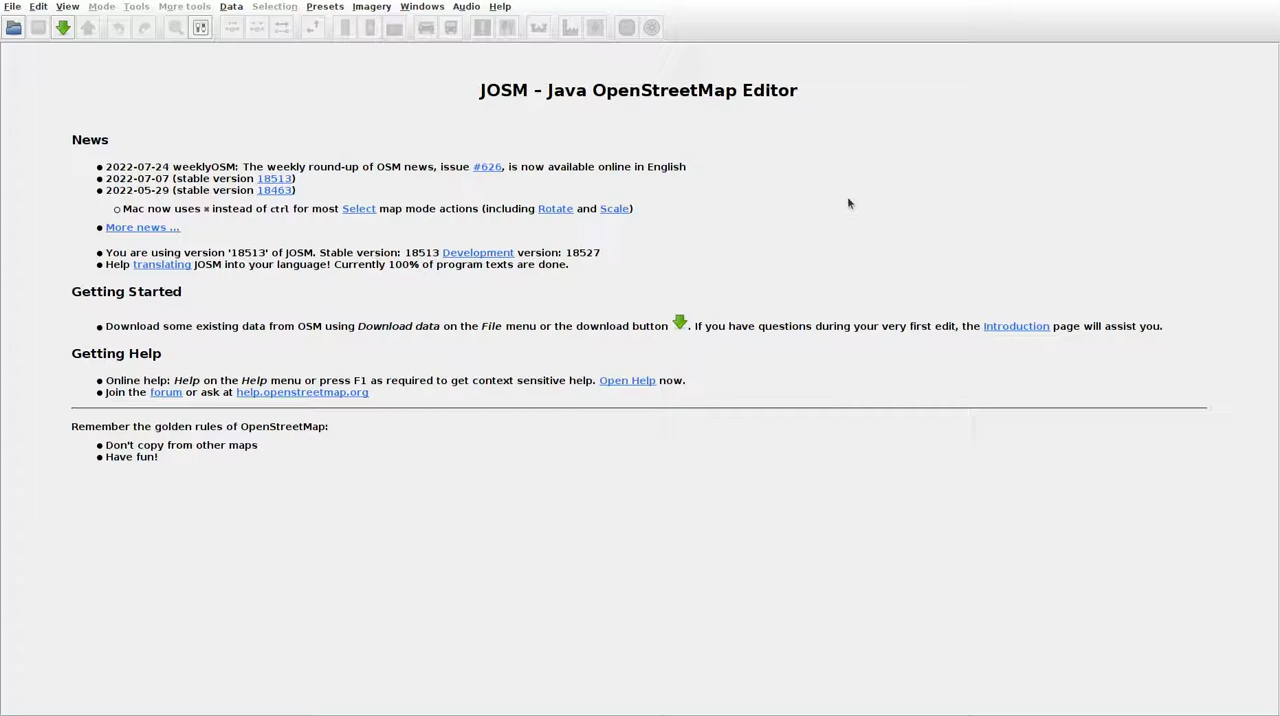 File Edit View Mode Tools More tools Data Selection Presets Imagery Windows Audio Help
JOSM – Java OpenStreetMap Editor
News
2022-07-24 weeklyOSM: The weekly round-up of OSM news, issue #626, is now available online in English
2022-07-07 (stable version 18513)
2022-05-29 (stable version 18463)
Mac now uses ⌘ instead of ctrl for most Select map mode actions (including Rotate and Scale)
More news ...
You are using version '18513' of JOSM. Stable version: 18513 Development version: 18527
Help translating JOSM into your language! Currently 100% of program texts are done.
Getting Started
Download some existing data from OSM using Download data on the File menu or the download button . If you have questions during your very first edit, the Introduction page will assist you.
Getting Help
Online help: Help on the Help menu or press F1 as required to get context sensitive help. Open Help now.
Join the forum or ask at help.openstreetmap.org
Remember the golden rules of OpenStreetMap:
Don't copy from other maps
Have fun!